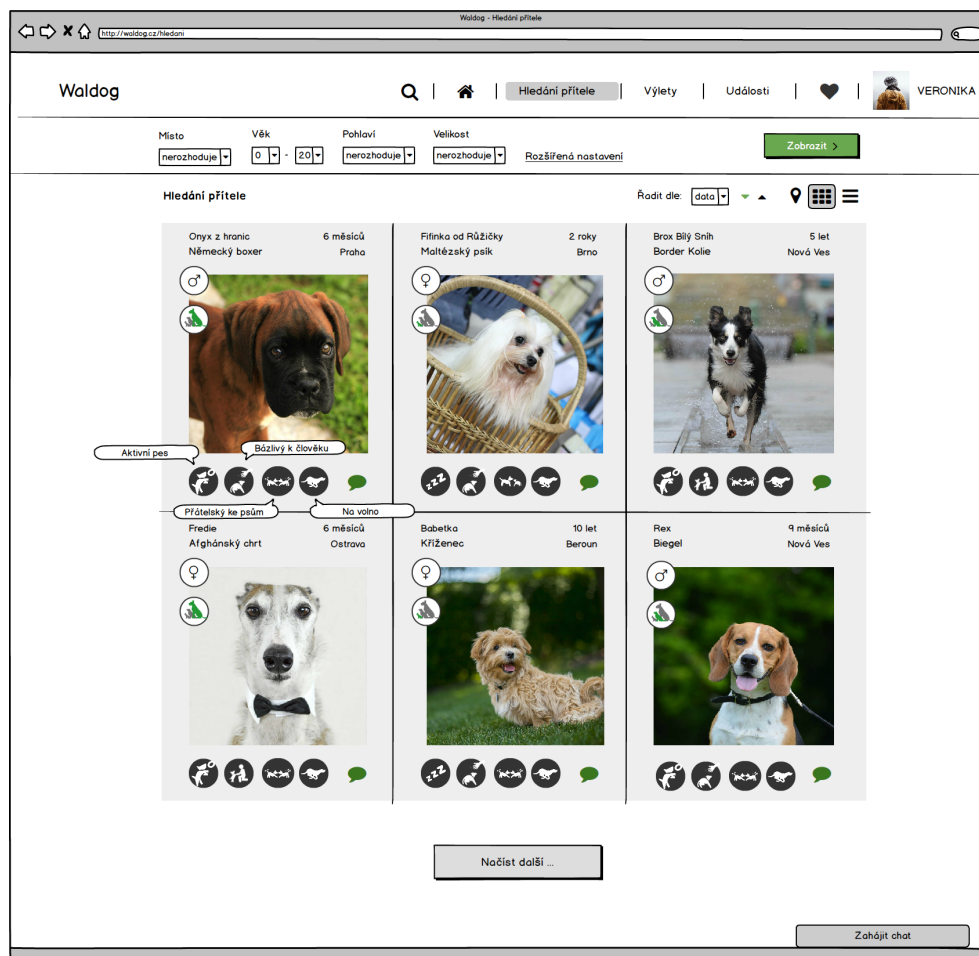 Waldog - Hledání přítele
http://waldog.cz/hledani
Waldog
Hledání přítele
Výlety
Události
VERONIKA
Místo
Věk
Pohlaví
Velikost
nerozhoduje
0 - 20
nerozhoduje
nerozhoduje
Rozšířená nastavení
Zobrazit >
Hledání přítele
Řadit dle: data
Onyx z hranic 6 měsíců
Německý boxer Praha
Fifinka od Růžičky 2 roky
Maltézský psík Brno
Brox Bílý Sníh 5 let
Border Kolie Nová Ves
Aktivní pes
Bázlivý k člověku
zzZ
Přátelský ke psům
Na volno
Fredie 6 měsíců
Afghánský chrt Ostrava
Babetka 10 let
Kříženec Beroun
Rex 9 měsíců
Biegel Nová Ves
zzZ
Načíst další ...
Zahájit chat